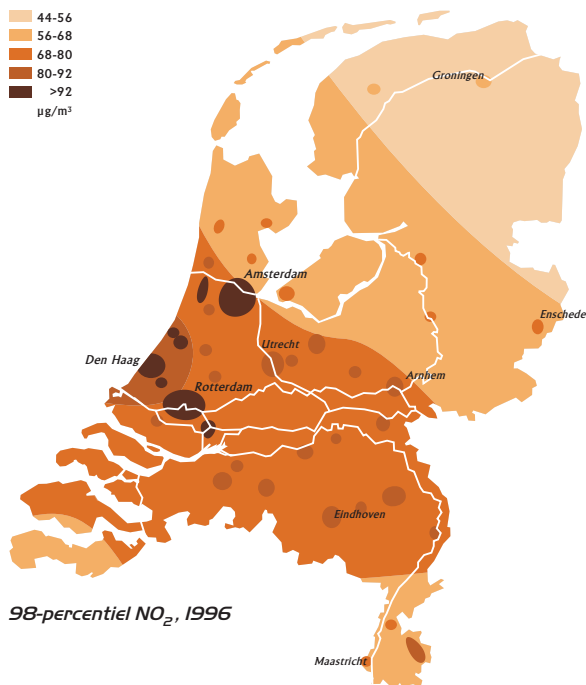 44-56
56-68
68-80
80-92
>92
µg/m³
Groningen
Amsterdam
Enschede
Utrecht
Den Haag
Arnhem
Rotterdam
Eindhoven
98-percentiel NO₂, 1996
Maastricht